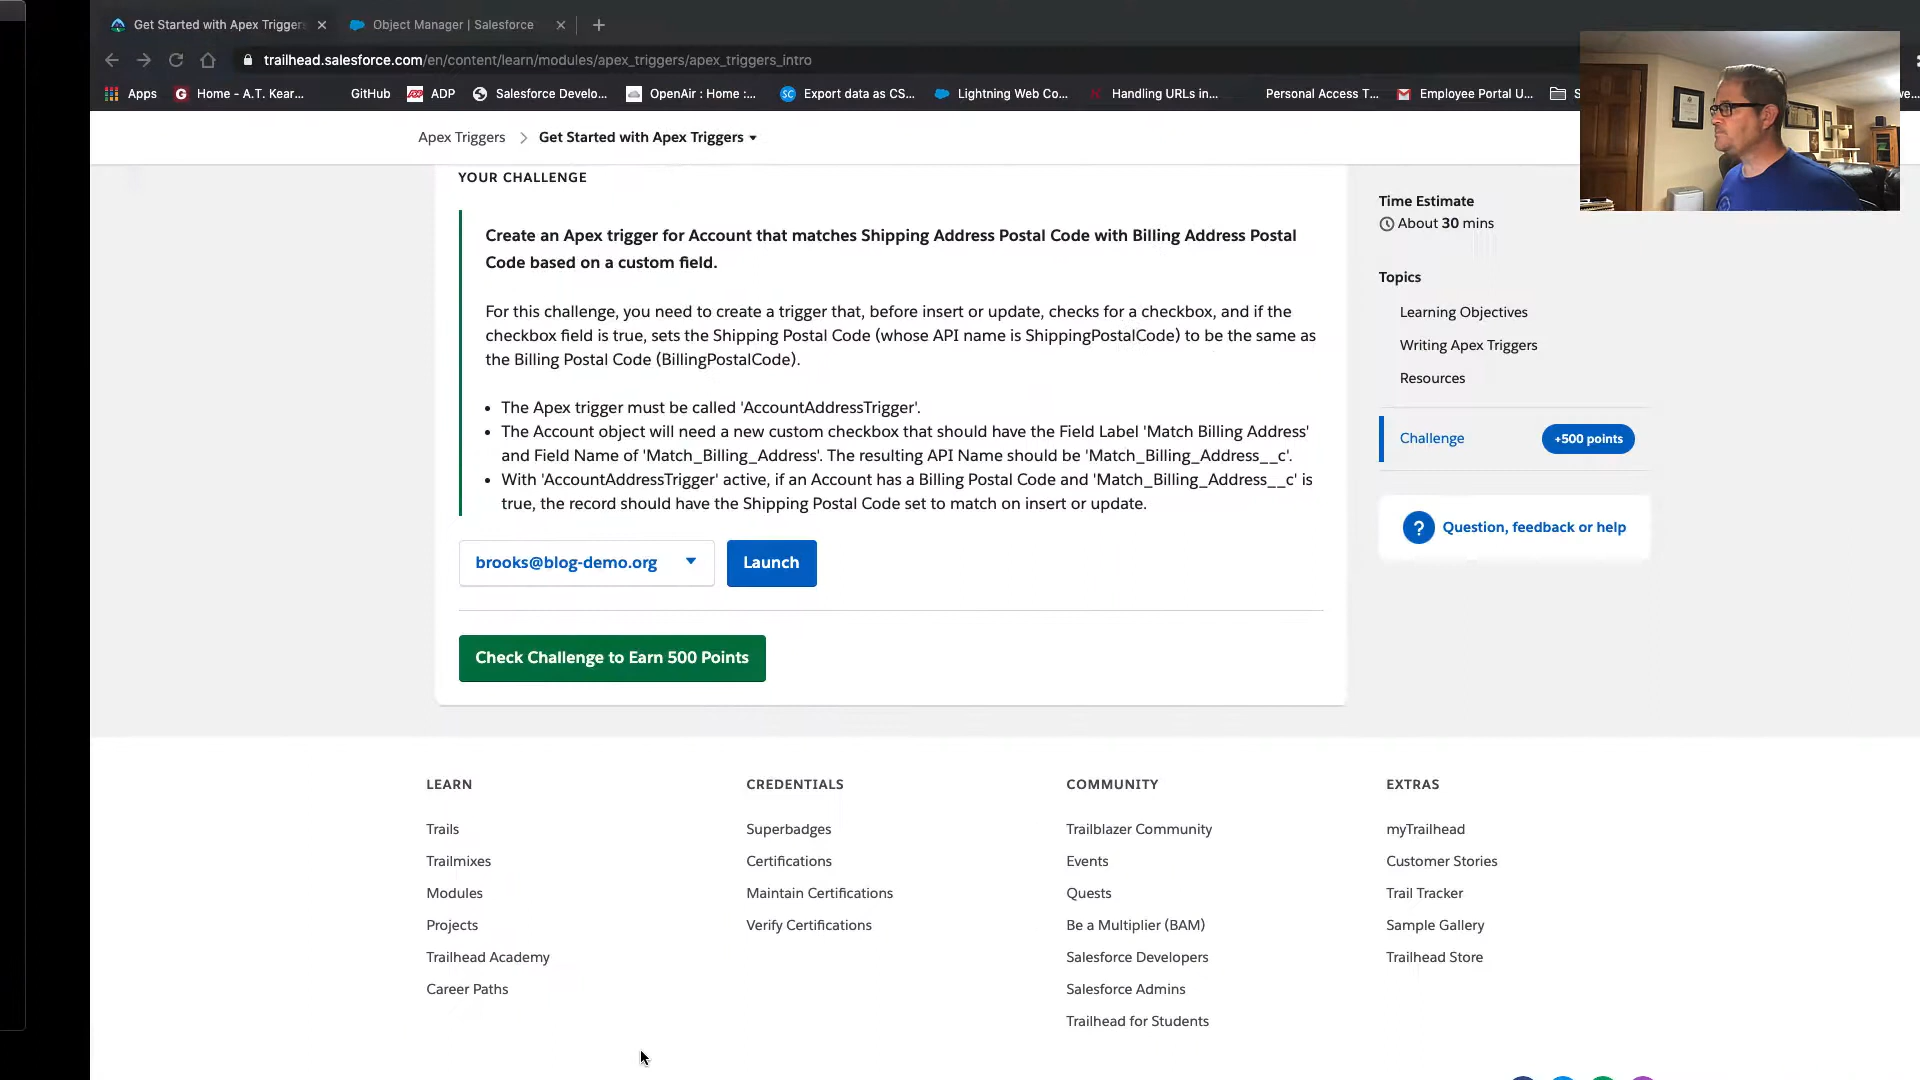 Get Started with Apex Trigger
Object Manager | Salesforce
trailhead.salesforce.com/en/content/learn/modules/apex_triggers/apex_triggers_intro
Apps
Home - A.T. Kear...
GitHub
ADP
Salesforce Develo...
OpenAir : Home :...
Export data as CS...
Lightning Web Co...
Handling URLs in...
Personal Access T...
Employee Portal U...
Apex Triggers
Get Started with Apex Triggers
YOUR CHALLENGE
Create an Apex trigger for Account that matches Shipping Address Postal Code with Billing Address Postal
Code based on a custom field.
For this challenge, you need to create a trigger that, before insert or update, checks for a checkbox, and if the
checkbox field is true, sets the Shipping Postal Code (whose API name is ShippingPostalCode) to be the same as
the Billing Postal Code (BillingPostalCode).
• The Apex trigger must be called 'AccountAddressTrigger'.
• The Account object will need a new custom checkbox that should have the Field Label 'Match Billing Address'
and Field Name of 'Match_Billing_Address'. The resulting API Name should be 'Match_Billing_Address__c'.
• With 'AccountAddressTrigger' active, if an Account has a Billing Postal Code and 'Match_Billing_Address__c' is
true, the record should have the Shipping Postal Code set to match on insert or update.
brooks@blog-demo.org
Launch
Check Challenge to Earn 500 Points
Time Estimate
About 30 mins
Topics
Learning Objectives
Writing Apex Triggers
Resources
Challenge
+500 points
? Question, feedback or help
LEARN
Trails
Trailmixes
Modules
Projects
Trailhead Academy
Career Paths
CREDENTIALS
Superbadges
Certifications
Maintain Certifications
Verify Certifications
COMMUNITY
Trailblazer Community
Events
Quests
Be a Multiplier (BAM)
Salesforce Developers
Salesforce Admins
Trailhead for Students
EXTRAS
myTrailhead
Customer Stories
Trail Tracker
Sample Gallery
Trailhead Store